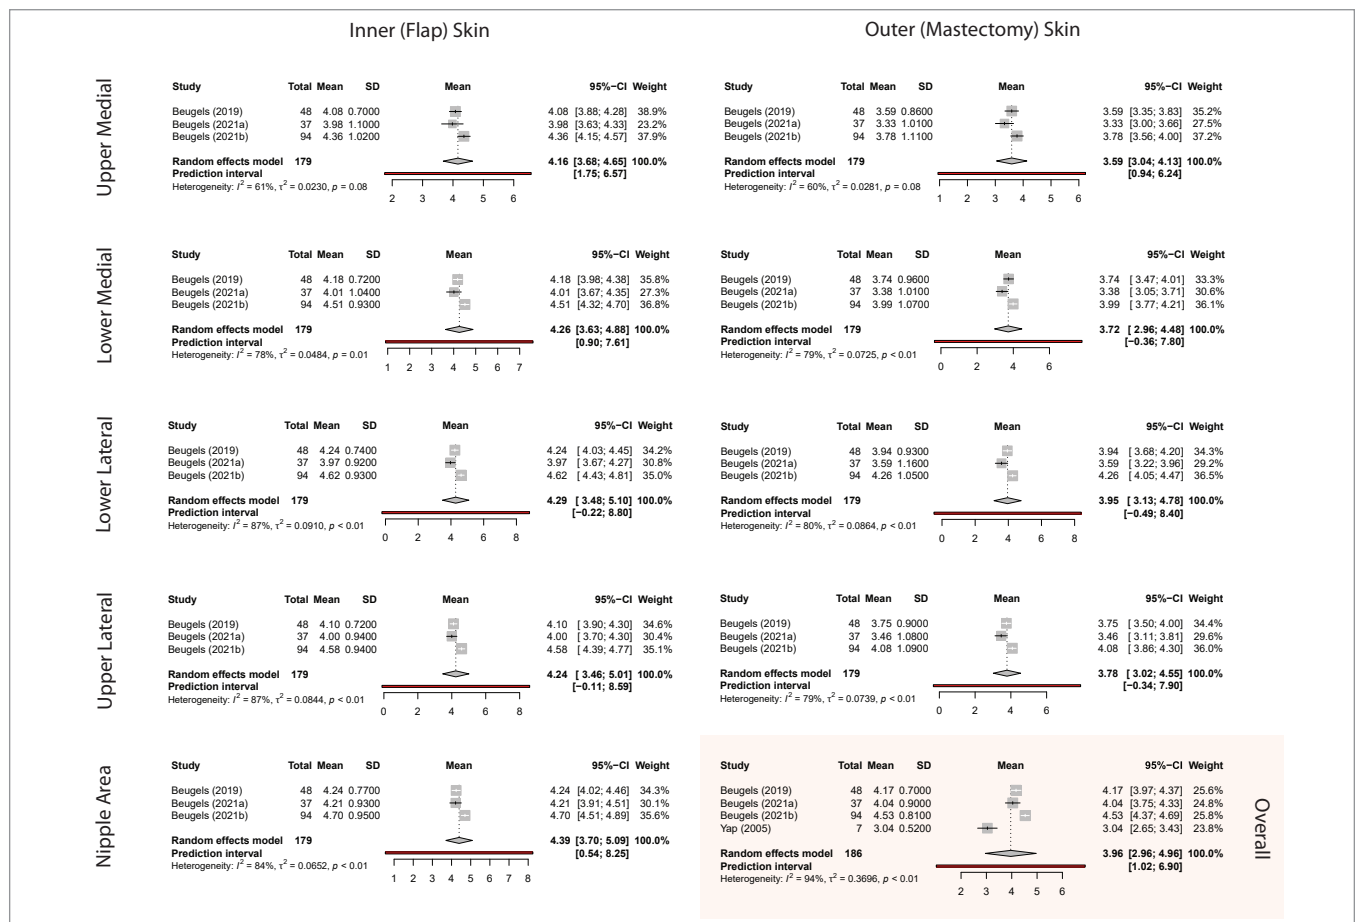 Inner (Flap) Skin
Outer (Mastectomy) Skin
Upper Medial
Study Total Mean SD Mean 95%−CI Weight
Beugels (2019) 48 4.08 0.7000 4.08 [3.88; 4.28] 38.9%
Beugels (2021a) 37 3.98 1.1000 3.98 [3.63; 4.33] 23.2%
Beugels (2021b) 94 4.36 1.0200 4.36 [4.15; 4.57] 37.9%
Random effects model 179 4.16 [3.68; 4.65] 100.0%
Prediction interval [1.75; 6.57]
Heterogeneity: I² = 61%, τ² = 0.0230, p = 0.08
2 3 4 5 6
Study Total Mean SD Mean 95%−CI Weight
Beugels (2019) 48 3.59 0.8600 3.59 [3.35; 3.83] 35.2%
Beugels (2021a) 37 3.33 1.0100 3.33 [3.00; 3.66] 27.5%
Beugels (2021b) 94 3.78 1.1100 3.78 [3.56; 4.00] 37.2%
Random effects model 179 3.59 [3.04; 4.13] 100.0%
Prediction interval [0.94; 6.24]
Heterogeneity: I² = 60%, τ² = 0.0281, p = 0.08
1 2 3 4 5 6
Lower Medial
Study Total Mean SD Mean 95%−CI Weight
Beugels (2019) 48 4.18 0.7200 4.18 [3.98; 4.38] 35.8%
Beugels (2021a) 37 4.01 1.0400 4.01 [3.67; 4.35] 27.3%
Beugels (2021b) 94 4.51 0.9300 4.51 [4.32; 4.70] 36.8%
Random effects model 179 4.26 [3.63; 4.88] 100.0%
Prediction interval [0.90; 7.61]
Heterogeneity: I² = 78%, τ² = 0.0484, p = 0.01
1 2 3 4 5 6 7
Study Total Mean SD Mean 95%−CI Weight
Beugels (2019) 48 3.74 0.9600 3.74 [ 3.47; 4.01] 33.3%
Beugels (2021a) 37 3.38 1.0100 3.38 [ 3.05; 3.71] 30.6%
Beugels (2021b) 94 3.99 1.0700 3.99 [ 3.77; 4.21] 36.1%
Random effects model 179 3.72 [ 2.96; 4.48] 100.0%
Prediction interval [−0.36; 7.80]
Heterogeneity: I² = 79%, τ² = 0.0725, p < 0.01
0 2 4 6
Lower Lateral
Study Total Mean SD Mean 95%−CI Weight
Beugels (2019) 48 4.24 0.7400 4.24 [ 4.03; 4.45] 34.2%
Beugels (2021a) 37 3.97 0.9200 3.97 [ 3.67; 4.27] 30.8%
Beugels (2021b) 94 4.62 0.9300 4.62 [ 4.43; 4.81] 35.0%
Random effects model 179 4.29 [ 3.48; 5.10] 100.0%
Prediction interval [−0.22; 8.80]
Heterogeneity: I² = 87%, τ² = 0.0910, p < 0.01
0 2 4 6 8
Study Total Mean SD Mean 95%−CI Weight
Beugels (2019) 48 3.94 0.9300 3.94 [ 3.68; 4.20] 34.3%
Beugels (2021a) 37 3.59 1.1600 3.59 [ 3.22; 3.96] 29.2%
Beugels (2021b) 94 4.26 1.0500 4.26 [ 4.05; 4.47] 36.5%
Random effects model 179 3.95 [ 3.13; 4.78] 100.0%
Prediction interval [−0.49; 8.40]
Heterogeneity: I² = 80%, τ² = 0.0864, p < 0.01
0 2 4 6 8
Upper Lateral
Study Total Mean SD Mean 95%−CI Weight
Beugels (2019) 48 4.10 0.7200 4.10 [ 3.90; 4.30] 34.6%
Beugels (2021a) 37 4.00 0.9400 4.00 [ 3.70; 4.30] 30.4%
Beugels (2021b) 94 4.58 0.9400 4.58 [ 4.39; 4.77] 35.1%
Random effects model 179 4.24 [ 3.46; 5.01] 100.0%
Prediction interval [−0.11; 8.59]
Heterogeneity: I² = 87%, τ² = 0.0844, p < 0.01
0 2 4 6 8
Study Total Mean SD Mean 95%−CI Weight
Beugels (2019) 48 3.75 0.9000 3.75 [ 3.50; 4.00] 34.4%
Beugels (2021a) 37 3.46 1.0800 3.46 [ 3.11; 3.81] 29.6%
Beugels (2021b) 94 4.08 1.0900 4.08 [ 3.86; 4.30] 36.0%
Random effects model 179 3.78 [ 3.02; 4.55] 100.0%
Prediction interval [−0.34; 7.90]
Heterogeneity: I² = 79%, τ² = 0.0739, p < 0.01
0 2 4 6
Nipple Area
Study Total Mean SD Mean 95%−CI Weight
Beugels (2019) 48 4.24 0.7700 4.24 [4.02; 4.46] 34.3%
Beugels (2021a) 37 4.21 0.9300 4.21 [3.91; 4.51] 30.1%
Beugels (2021b) 94 4.70 0.9500 4.70 [4.51; 4.89] 35.6%
Random effects model 179 4.39 [3.70; 5.09] 100.0%
Prediction interval [0.54; 8.25]
Heterogeneity: I² = 84%, τ² = 0.0652, p < 0.01
1 2 3 4 5 6 7 8
Study Total Mean SD Mean 95%−CI Weight
Beugels (2019) 48 4.17 0.7000 4.17 [3.97; 4.37] 25.6%
Beugels (2021a) 37 4.04 0.9000 4.04 [3.75; 4.33] 24.8%
Beugels (2021b) 94 4.53 0.8100 4.53 [4.37; 4.69] 25.8%
Yap (2005) 7 3.04 0.5200 3.04 [2.65; 3.43] 23.8%
Random effects model 186 3.96 [2.96; 4.96] 100.0%
Prediction interval [1.02; 6.90]
Heterogeneity: I² = 94%, τ² = 0.3696, p < 0.01
2 3 4 5 6
Overall